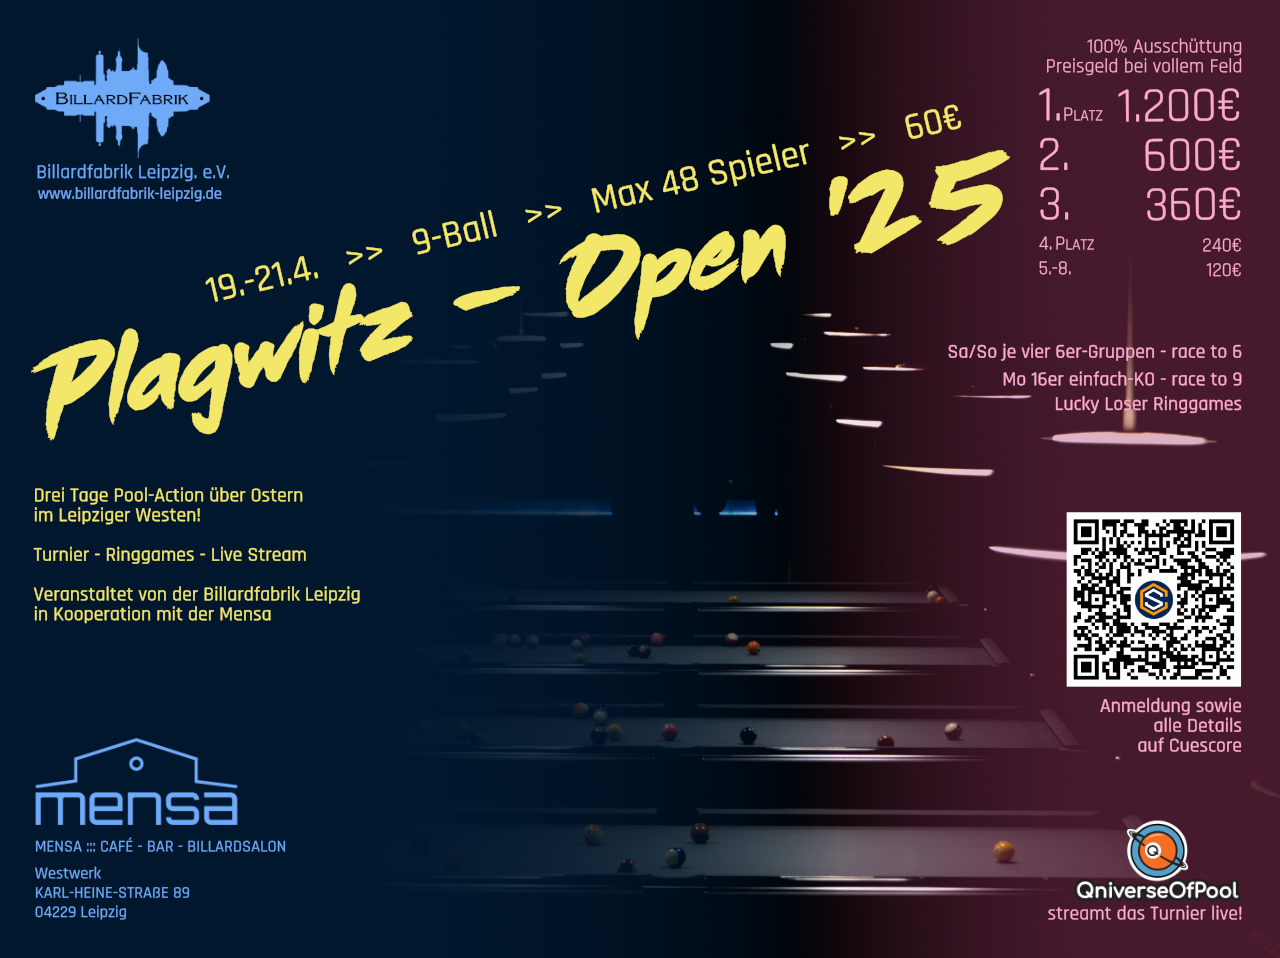 BILLARDFABRIK
Billardfabrik Leipzig. e.V.
www.billardfabrik-leipzig.de
19.-21.4. >> 9-Ball >> Max 48 Spieler >> 60€
Plagwitz - Open '25
100% Ausschüttung
Preisgeld bei vollem Feld
1. PLATZ 1.200€
2. 600€
3. 360€
4. PLATZ 240€
5.-8. 120€
Sa/So je vier 6er-Gruppen - race to 6
Mo 16er einfach-KO - race to 9
Lucky Loser Ringgames
Drei Tage Pool-Action über Ostern
im Leipziger Westen!
Turnier - Ringgames - Live Stream
Veranstaltet von der Billardfabrik Leipzig
in Kooperation mit der Mensa
Anmeldung sowie
alle Details
auf Cuescore
mensa
MENSA ::: CAFÉ - BAR - BILLARDSALON
Westwerk
KARL-HEINE-STRAßE 89
04229 Leipzig
Q
QniverseOfPool
streamt das Turnier live!